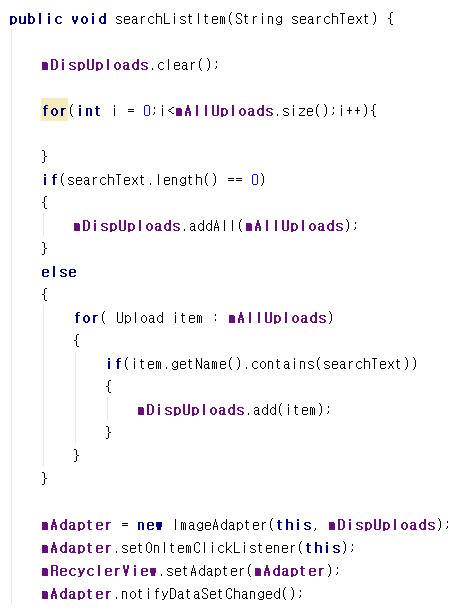 public void searchListItem(String searchText) {
mDispUploads.clear();
for(int i = 0;i<mAllUploads.size();i++){
}
if(searchText.length() == 0)
{
mDispUploads.addAll(mAllUploads);
}
else
{
for( Upload item : mAllUploads)
{
if(item.getName().contains(searchText))
{
mDispUploads.add(item);
}
}
}
mAdapter = new ImageAdapter(this, mDispUploads);
mAdapter.setOnItemClickListener(this);
mRecyclerView.setAdapter(mAdapter);
mAdapter.notifyDataSetChanged();